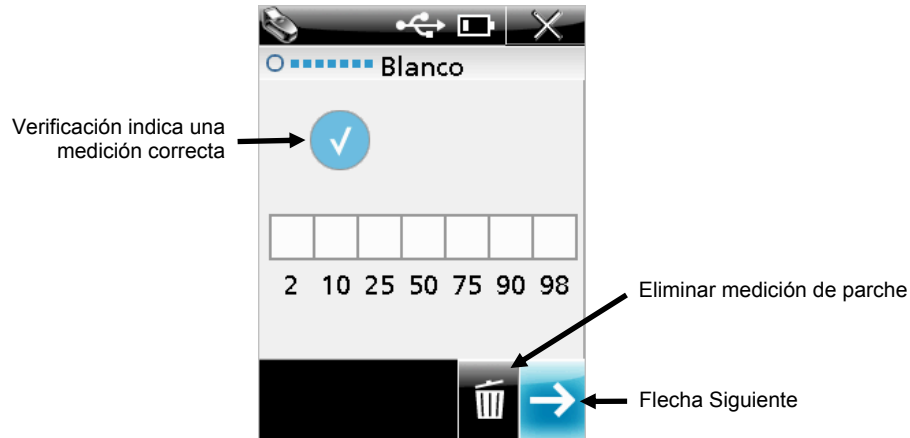 Blanco
Verificación indica una
medición correcta
2 10 25 50 75 90 98
Eliminar medición de parche
Flecha Siguiente